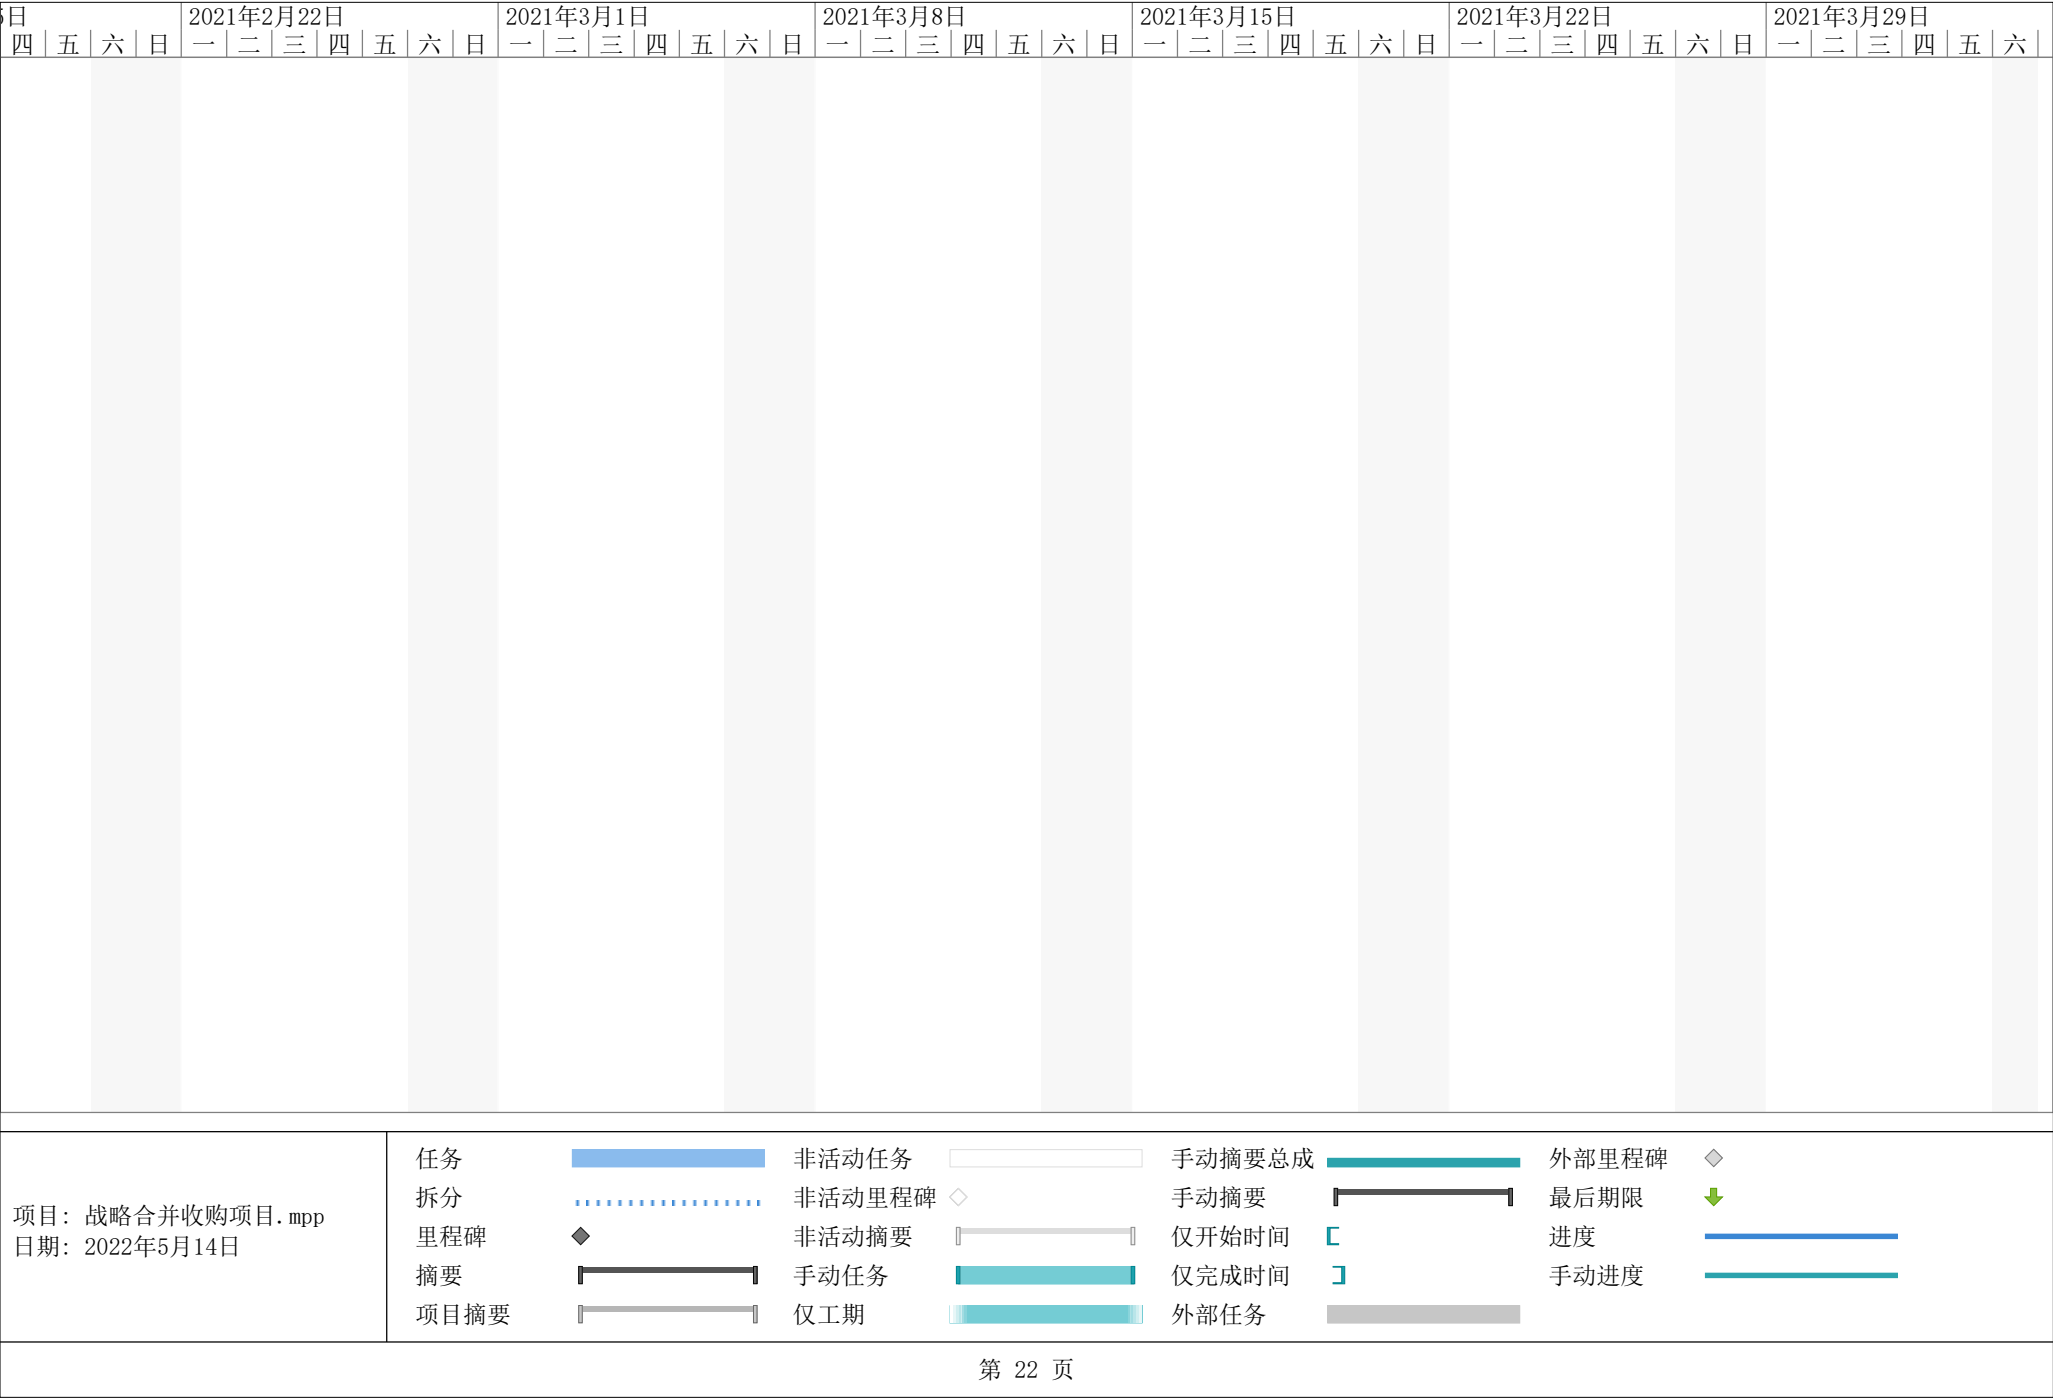 5日 2021年2月22日 2021年3月1日 2021年3月8日 2021年3月15日 2021年3月22日 2021年3月29日
四 五 六 日 一 二 三 四 五 六 日 一 二 三 四 五 六 日 一 二 三 四 五 六 日 一 二 三 四 五 六 日 一 二 三 四 五 六 日 一 二 三 四 五 六
项目: 战略合并收购项目.mpp
日期: 2022年5月14日
任务 非活动任务 手动摘要总成 外部里程碑
拆分 非活动里程碑 手动摘要 最后期限
里程碑 非活动摘要 仅开始时间 进度
摘要 手动任务 仅完成时间 手动进度
项目摘要 仅工期 外部任务
第 22 页